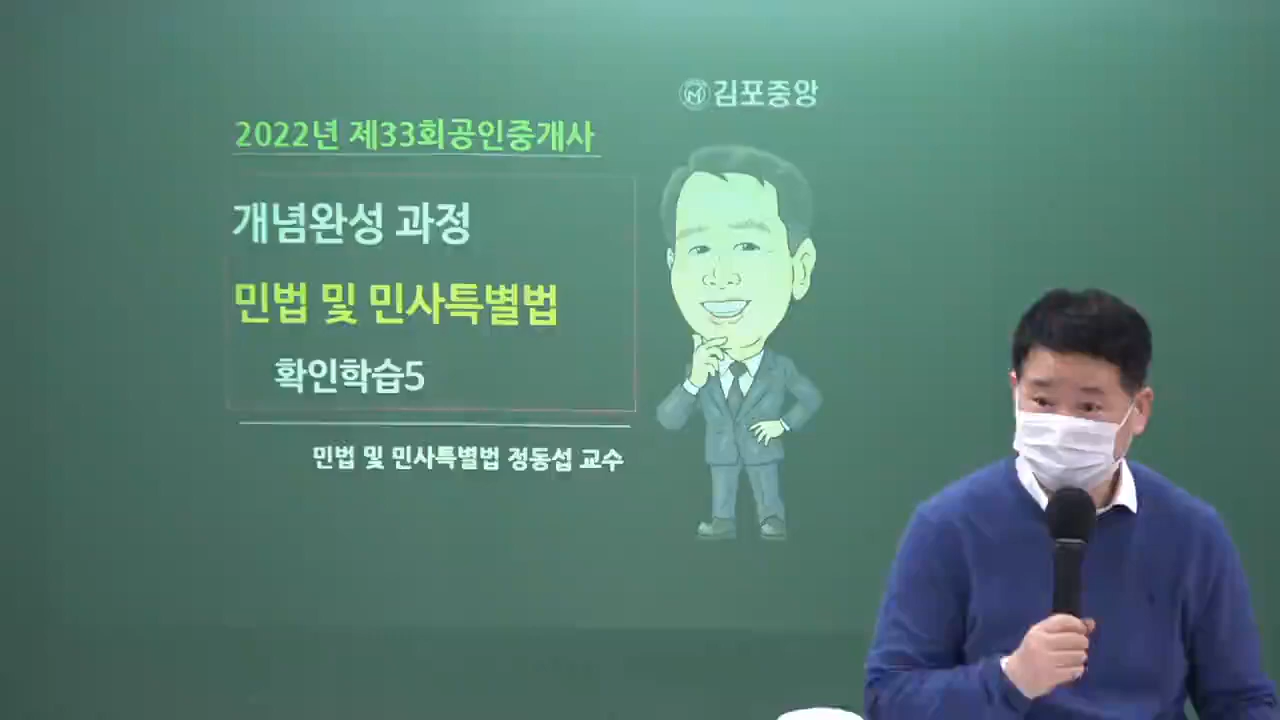 김포중앙
2022년 제33회공인중개사
개념완성 과정
민법 및 민사특별법
확인학습5
민법 및 민사특별법 정동섭 교수